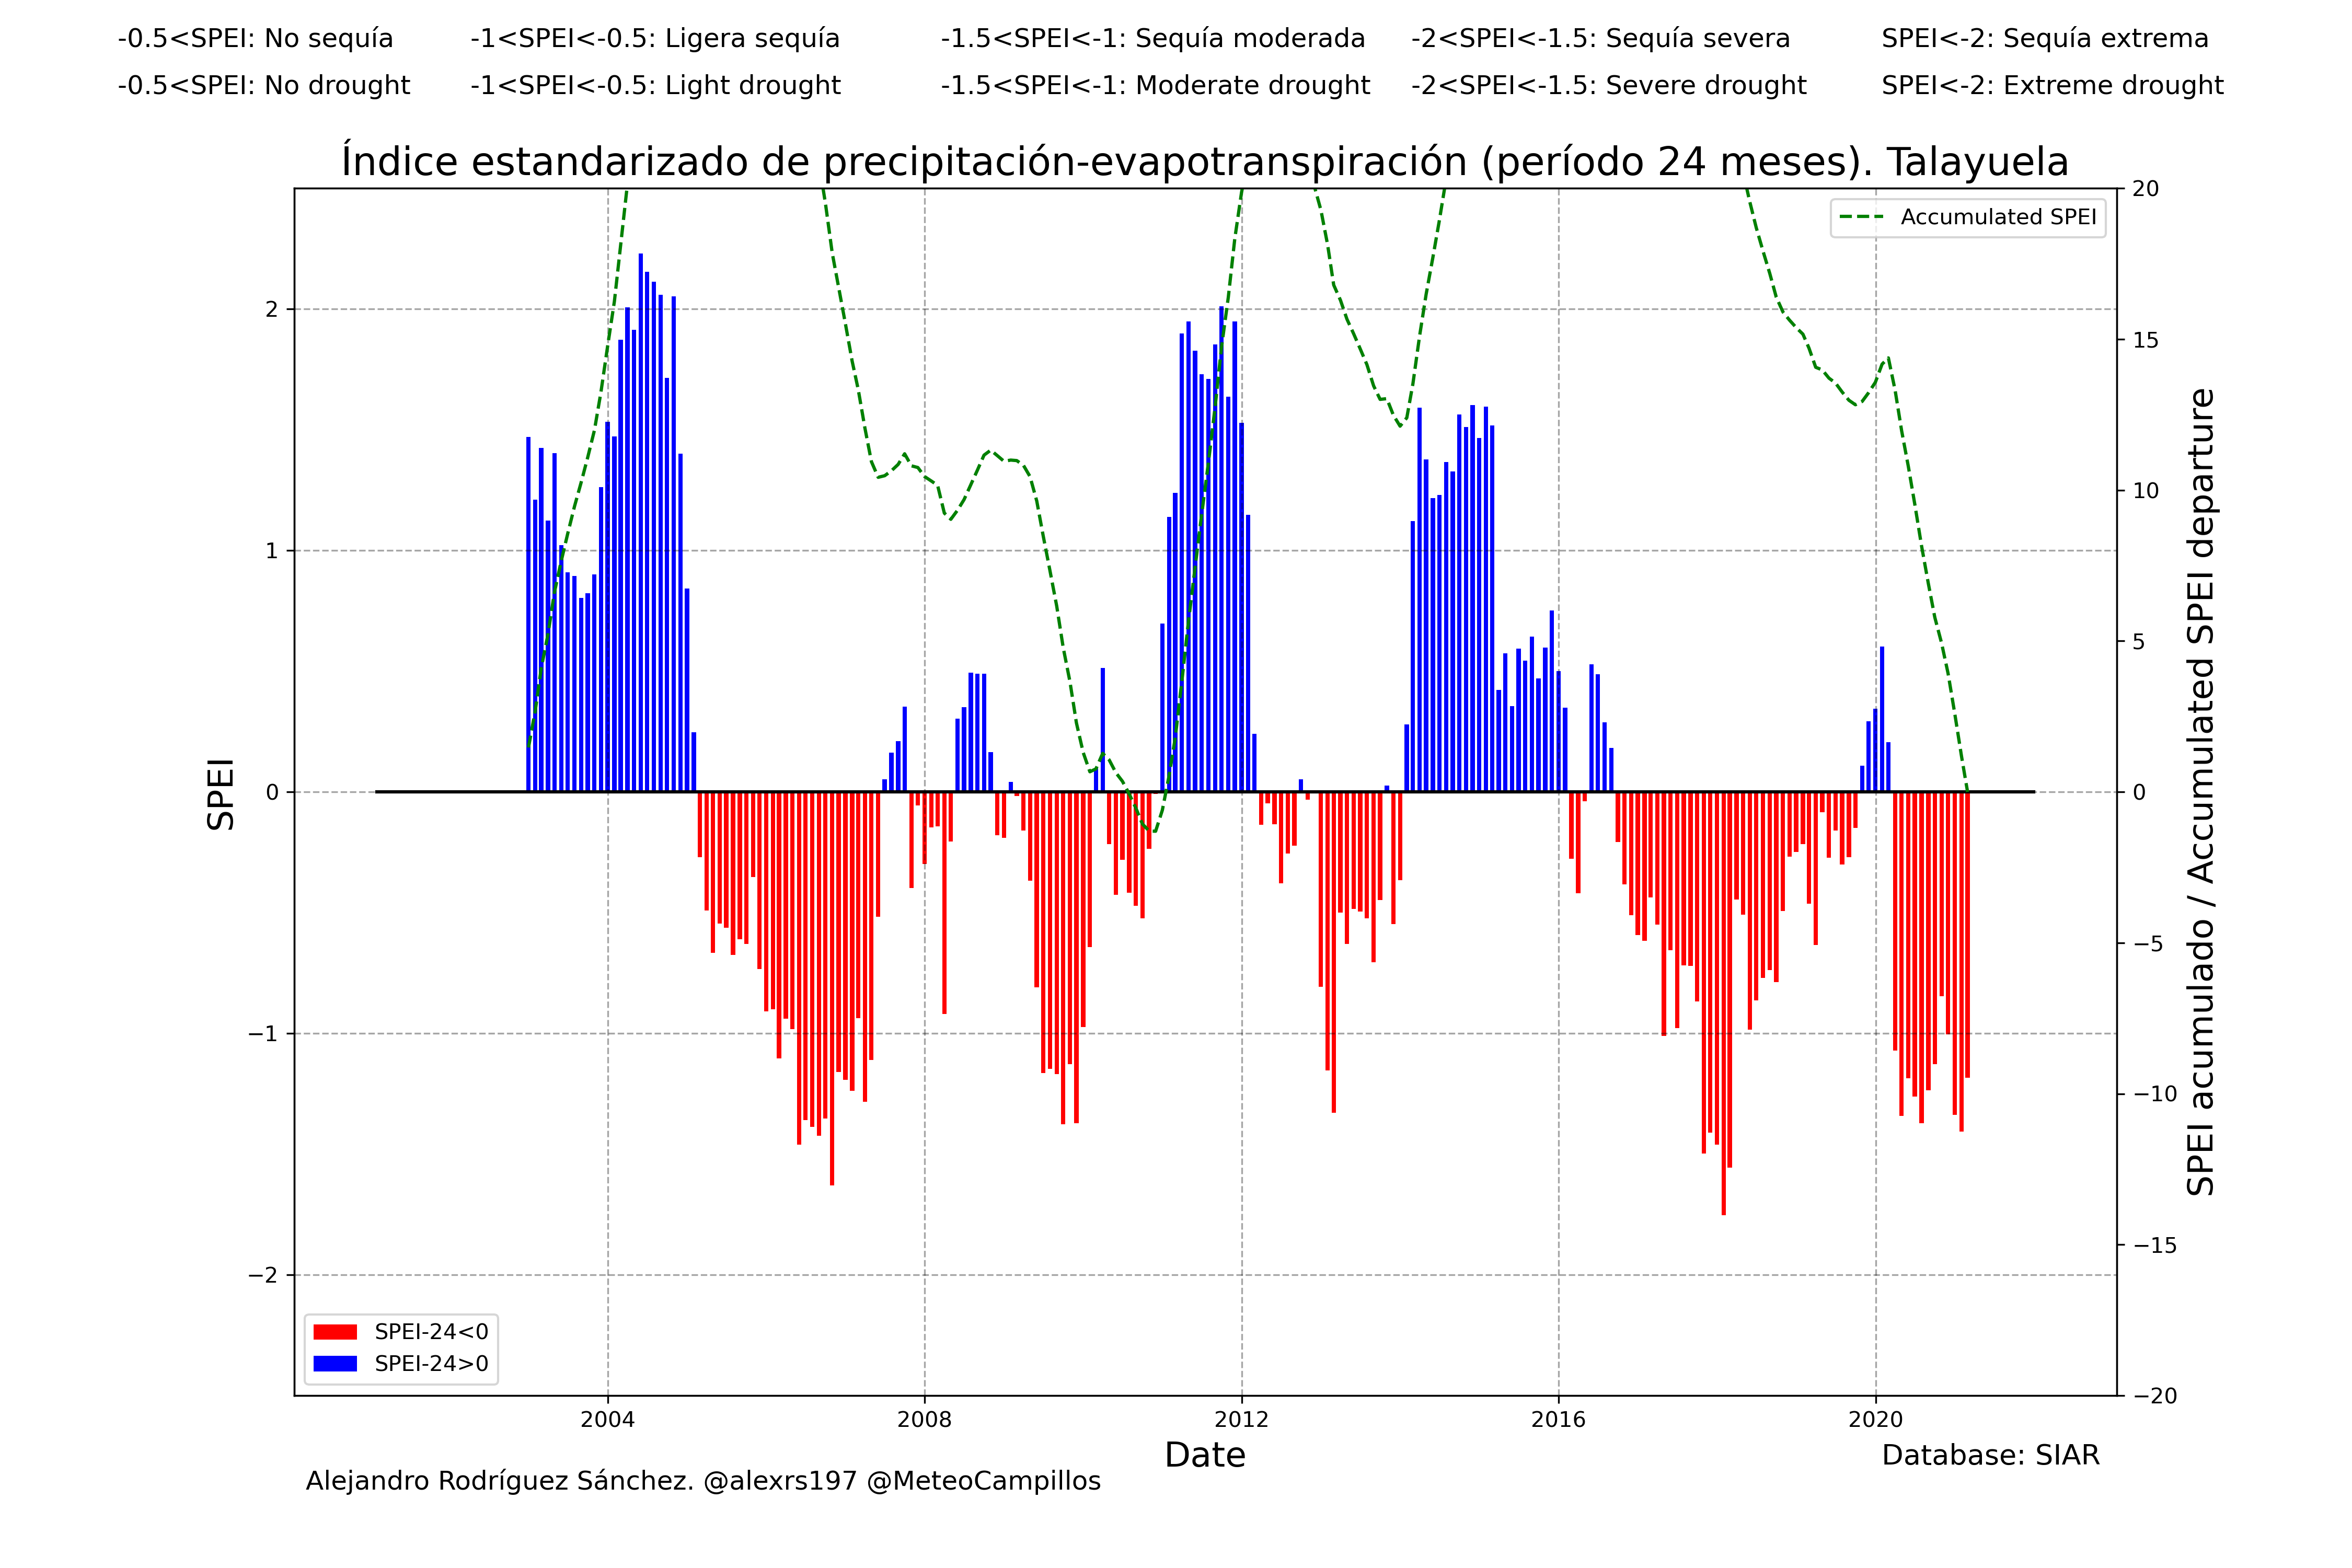 -0.5<SPEI: No sequía -1<SPEI<-0.5: Ligera sequía -1.5<SPEI<-1: Sequía moderada -2<SPEI<-1.5: Sequía severa SPEI<-2: Sequía extrema
-0.5<SPEI: No drought -1<SPEI<-0.5: Light drought -1.5<SPEI<-1: Moderate drought -2<SPEI<-1.5: Severe drought SPEI<-2: Extreme drought
Índice estandarizado de precipitación-evapotranspiración (período 24 meses). Talayuela
Accumulated SPEI
SPEI
2
1
0
−1
−2
20
15
10
5
0
−5
−10
−15
−20
SPEI acumulado / Accumulated SPEI departure
SPEI-24<0
SPEI-24>0
2004 2008 2012 2016 2020
Date
Database: SIAR
Alejandro Rodríguez Sánchez. @alexrs197 @MeteoCampillos